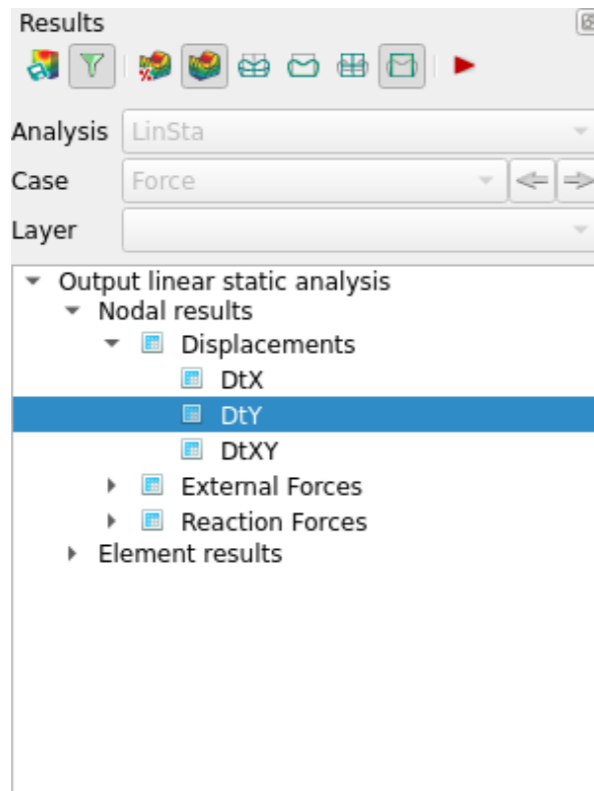 Results
Analysis LinSta
Case Force
Layer
Output linear static analysis
Nodal results
Displacements
DtX
DtY
DtXY
External Forces
Reaction Forces
Element results